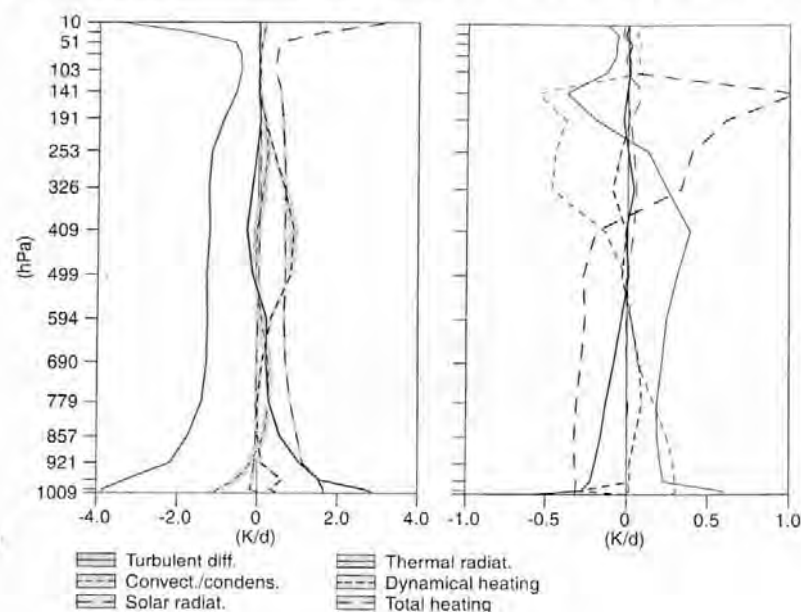 10
51
103
141
191
253
326
409
499
594
690
779
857
921
1009
(hPa)
-4.0 -2.0 0 2.0 4.0
(K/d)
-1.0 -0.5 0 0.5 1.0
(K/d)
Turbulent diff.
Convect./condens.
Solar radiat.
Thermal radiat.
Dynamical heating
Total heating